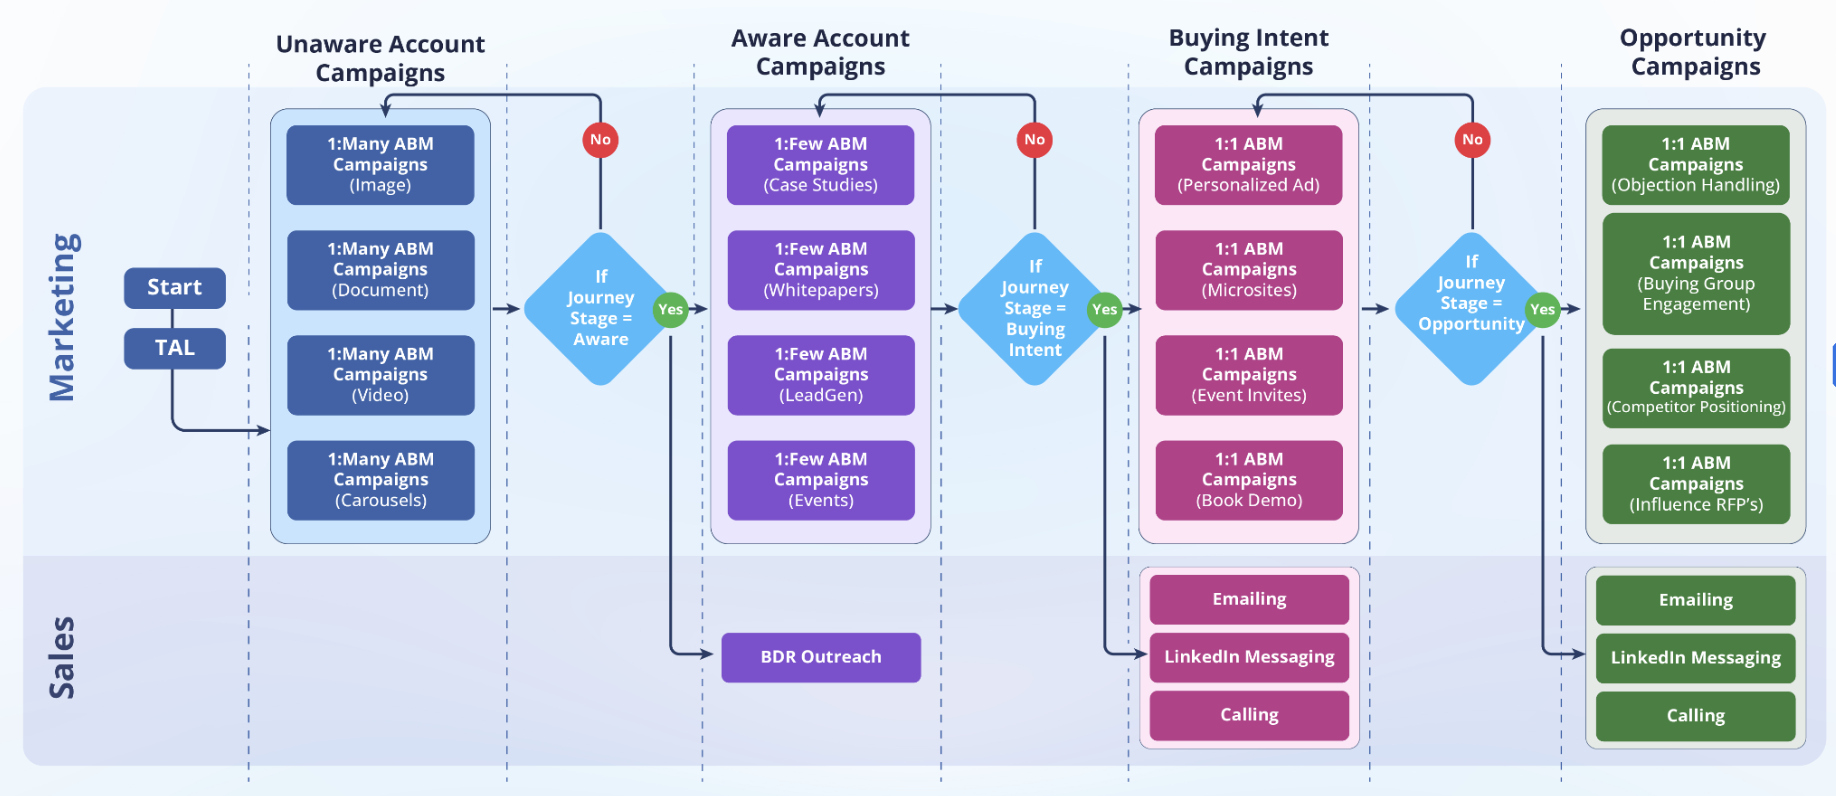 Unaware Account
Campaigns
Aware Account
Campaigns
Buying Intent
Campaigns
Opportunity
Campaigns
Marketing
Start
TAL
1:Many ABM
Campaigns
(Image)
1:Many ABM
Campaigns
(Document)
1:Many ABM
Campaigns
(Video)
1:Many ABM
Campaigns
(Carousels)
No
If
Journey
Stage =
Aware
Yes
1:Few ABM
Campaigns
(Case Studies)
1:Few ABM
Campaigns
(Whitepapers)
1:Few ABM
Campaigns
(LeadGen)
1:Few ABM
Campaigns
(Events)
No
If
Journey
Stage =
Buying
Intent
Yes
1:1 ABM
Campaigns
(Personalized Ad)
1:1 ABM
Campaigns
(Microsites)
1:1 ABM
Campaigns
(Event Invites)
1:1 ABM
Campaigns
(Book Demo)
No
If
Journey
Stage =
Opportunity
Yes
1:1 ABM
Campaigns
(Objection Handling)
1:1 ABM
Campaigns
(Buying Group
Engagement)
1:1 ABM
Campaigns
(Competitor Positioning)
1:1 ABM
Campaigns
(Influence RFP’s)
Sales
BDR Outreach
Emailing
LinkedIn Messaging
Calling
Emailing
LinkedIn Messaging
Calling